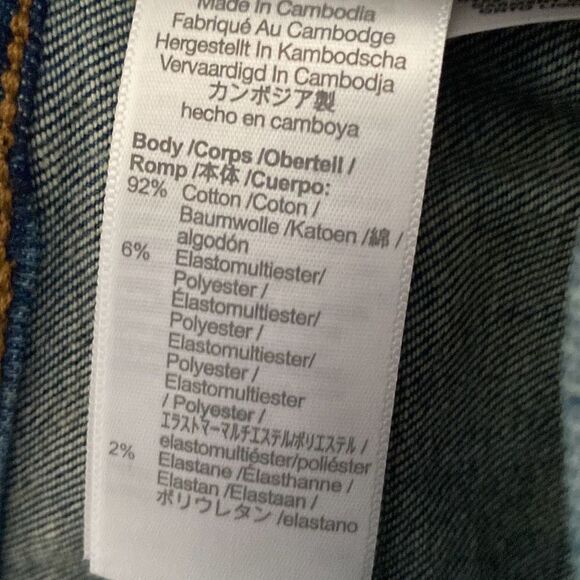 Made In Cambodia
Fabriqué Au Cambodge
Hergestellt In Kambodscha
Vervaardigd In Cambodja
カンボジア製
hecho en camboya
Body /Corps /Oberteil /
Romp /本体 /Cuerpo:
92% Cotton /Coton /
Baumwolle /Katoen /綿 /
algodón
6% Elastomultiester/
Polyester /
Élastomultiester/
Polyester /
Elastomultiester/
Polyester /
Elastomultiester
/ Polyester /
エラストマーマルチエステル/ポリエステル /
elastomultiéster/poliéster
2% Elastane /Élasthanne /
Elastan /Elastaan /
ポリウレタン /elastano